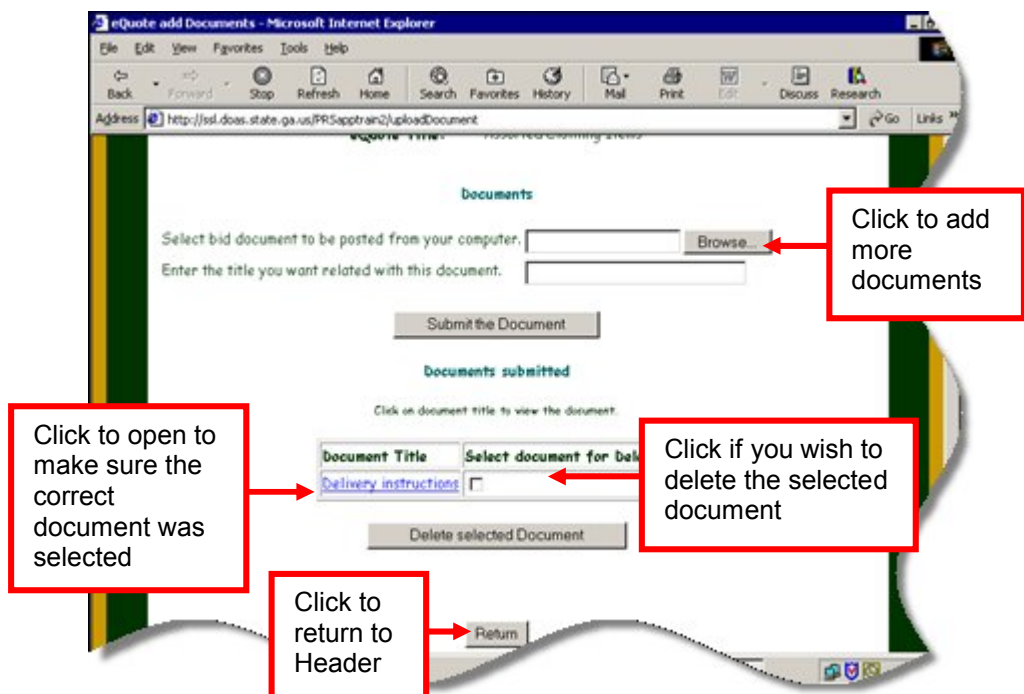 eQuote add Documents - Microsoft Internet Explorer
File Edit View Favorites Tools Help
Back Forward Stop Refresh Home Search Favorites History Mail Print Edit Discuss Research
Address http://ssl.doas.state.ga.us/PRSapptrain2/uploadDocument Go Links
eQuote Title: Assorted Clothing Items
Documents
Select bid document to be posted from your computer. Browse...
Enter the title you want related with this document.
Click to add
more
documents
Submit the Document
Documents submitted
Click on document title to view the document.
Document Title Select document for
Delivery instructions
Click to open to
make sure the
correct
document was
selected
Click if you wish to
delete the selected
document
Delete selected Document
Click to
return to
Header
Return